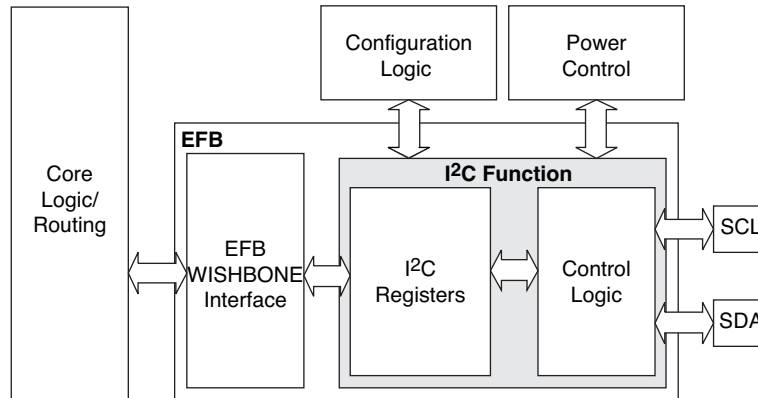 Configuration
Logic
Power
Control
EFB
Core
Logic/
Routing
I²C Function
EFB
WISHBONE
Interface
I²C
Registers
Control
Logic
SCL
SDA